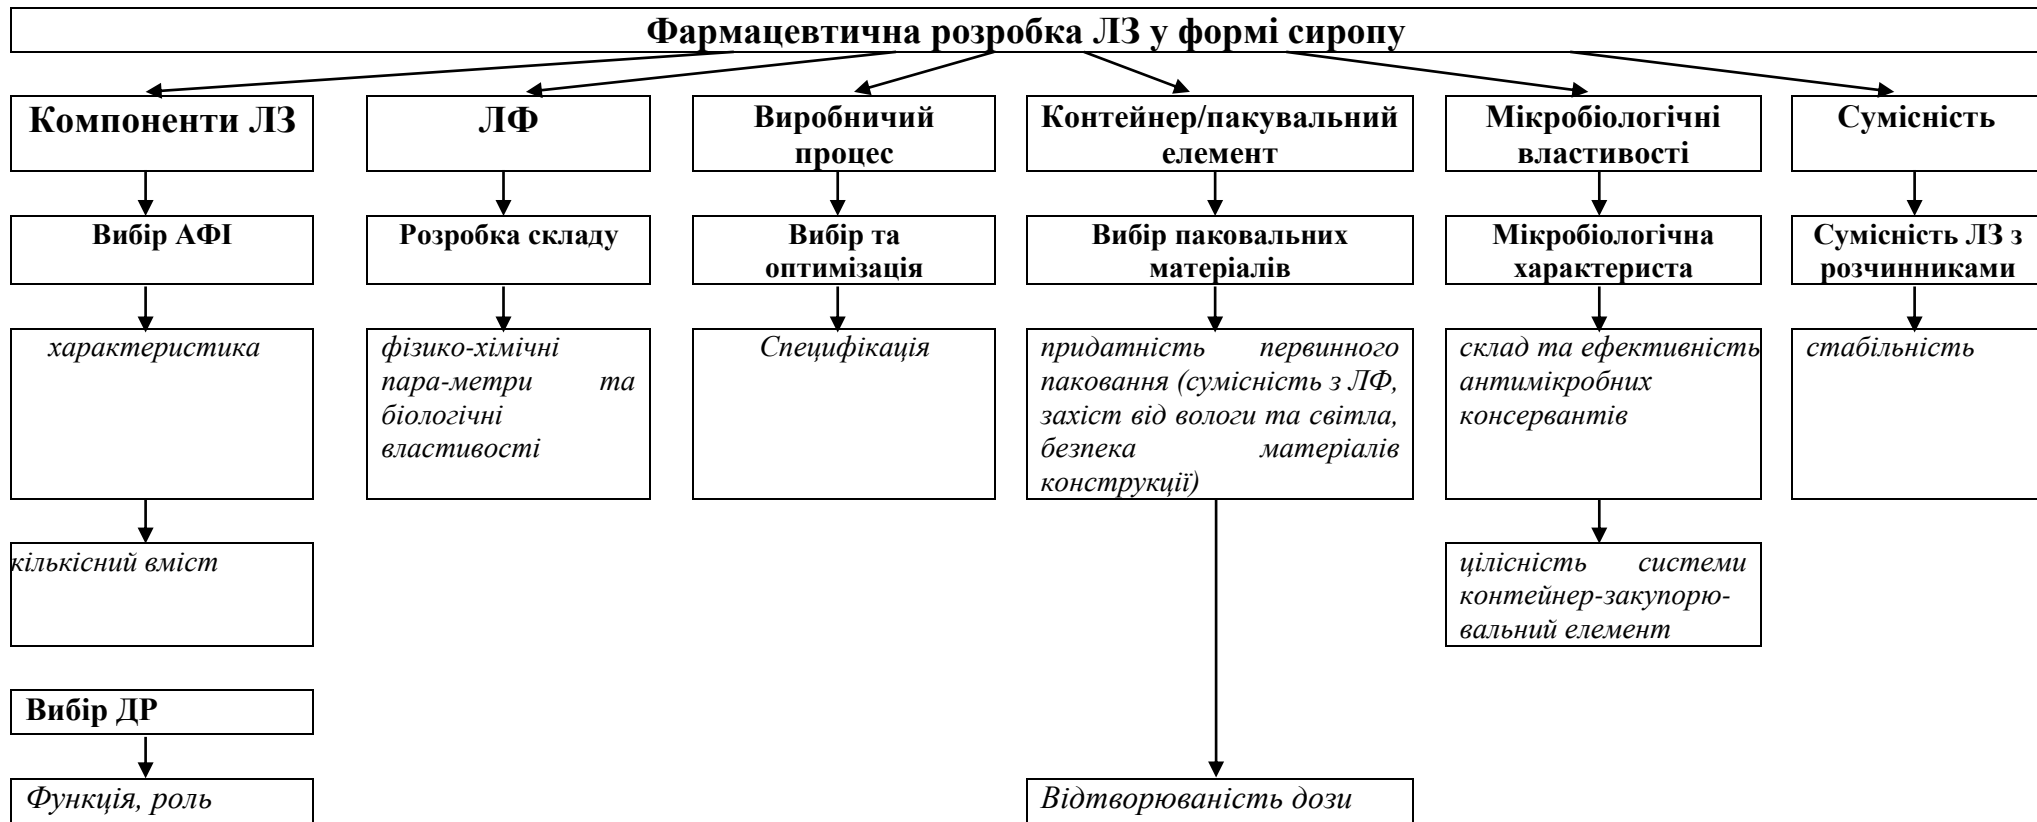 Фармацевтична розробка ЛЗ у формі сиропу
Компоненти ЛЗ
ЛФ
Виробничий
процес
Контейнер/пакувальний
елемент
Мікробіологічні
властивості
Сумісність
Вибір АФІ
Розробка складу
Вибір та
оптимізація
Вибір паковальних
матеріалів
Мікробіологічна
характериста
Сумісність ЛЗ з
розчинниками
характеристика
фізико-хімічні
пара-метри та
біологічні
властивості
Специфікація
придатність первинного
паковання (сумісність з ЛФ,
захіст від вологи та світла,
безпека матеріалів
конструкції)
склад та ефективність
антимікробних
консервантів
стабільність
кількісний вміст
цілісність системи
контейнер-закупорю-
вальний елемент
Вибір ДР
Функція, роль
Відтворюваність дози